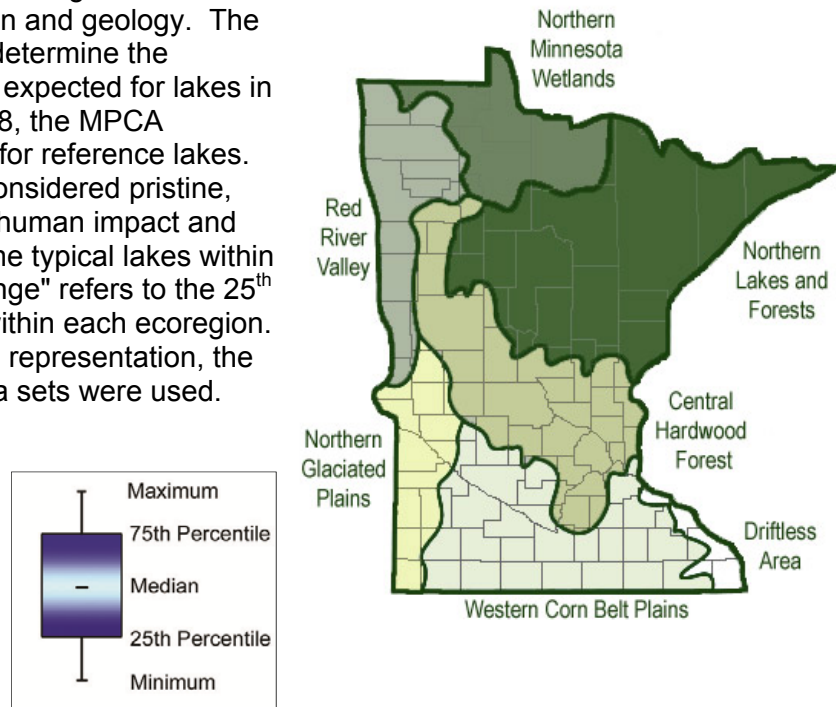 n and geology. The
determine the
expected for lakes in
8, the MPCA
for reference lakes.
onsidered pristine,
human impact and
he typical lakes within
nge" refers to the 25th
within each ecoregion.
representation, the
a sets were used.
Maximum
75th Percentile
Median
25th Percentile
Minimum
Northern
Minnesota
Wetlands
Red
River
Valley
Northern
Lakes and
Forests
Central
Hardwood
Forest
Northern
Glaciated
Plains
Driftless
Area
Western Corn Belt Plains